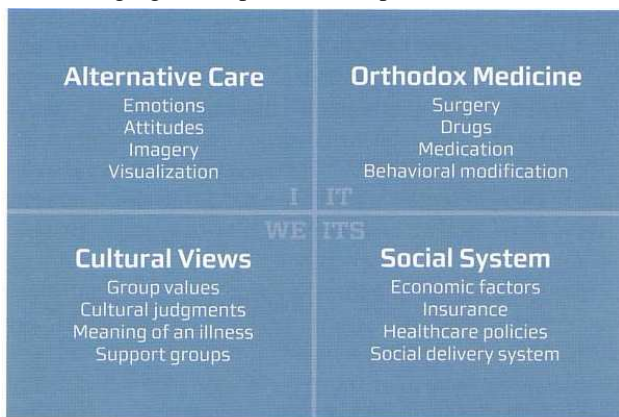 Alternative Care
Emotions
Attitudes
Imagery
Visualization
Orthodox Medicine
Surgery
Drugs
Medication
Behavioral modification
I IT
WE ITS
Cultural Views
Group values
Cultural judgments
Meaning of an illness
Support groups
Social System
Economic factors
Insurance
Healthcare policies
Social delivery system